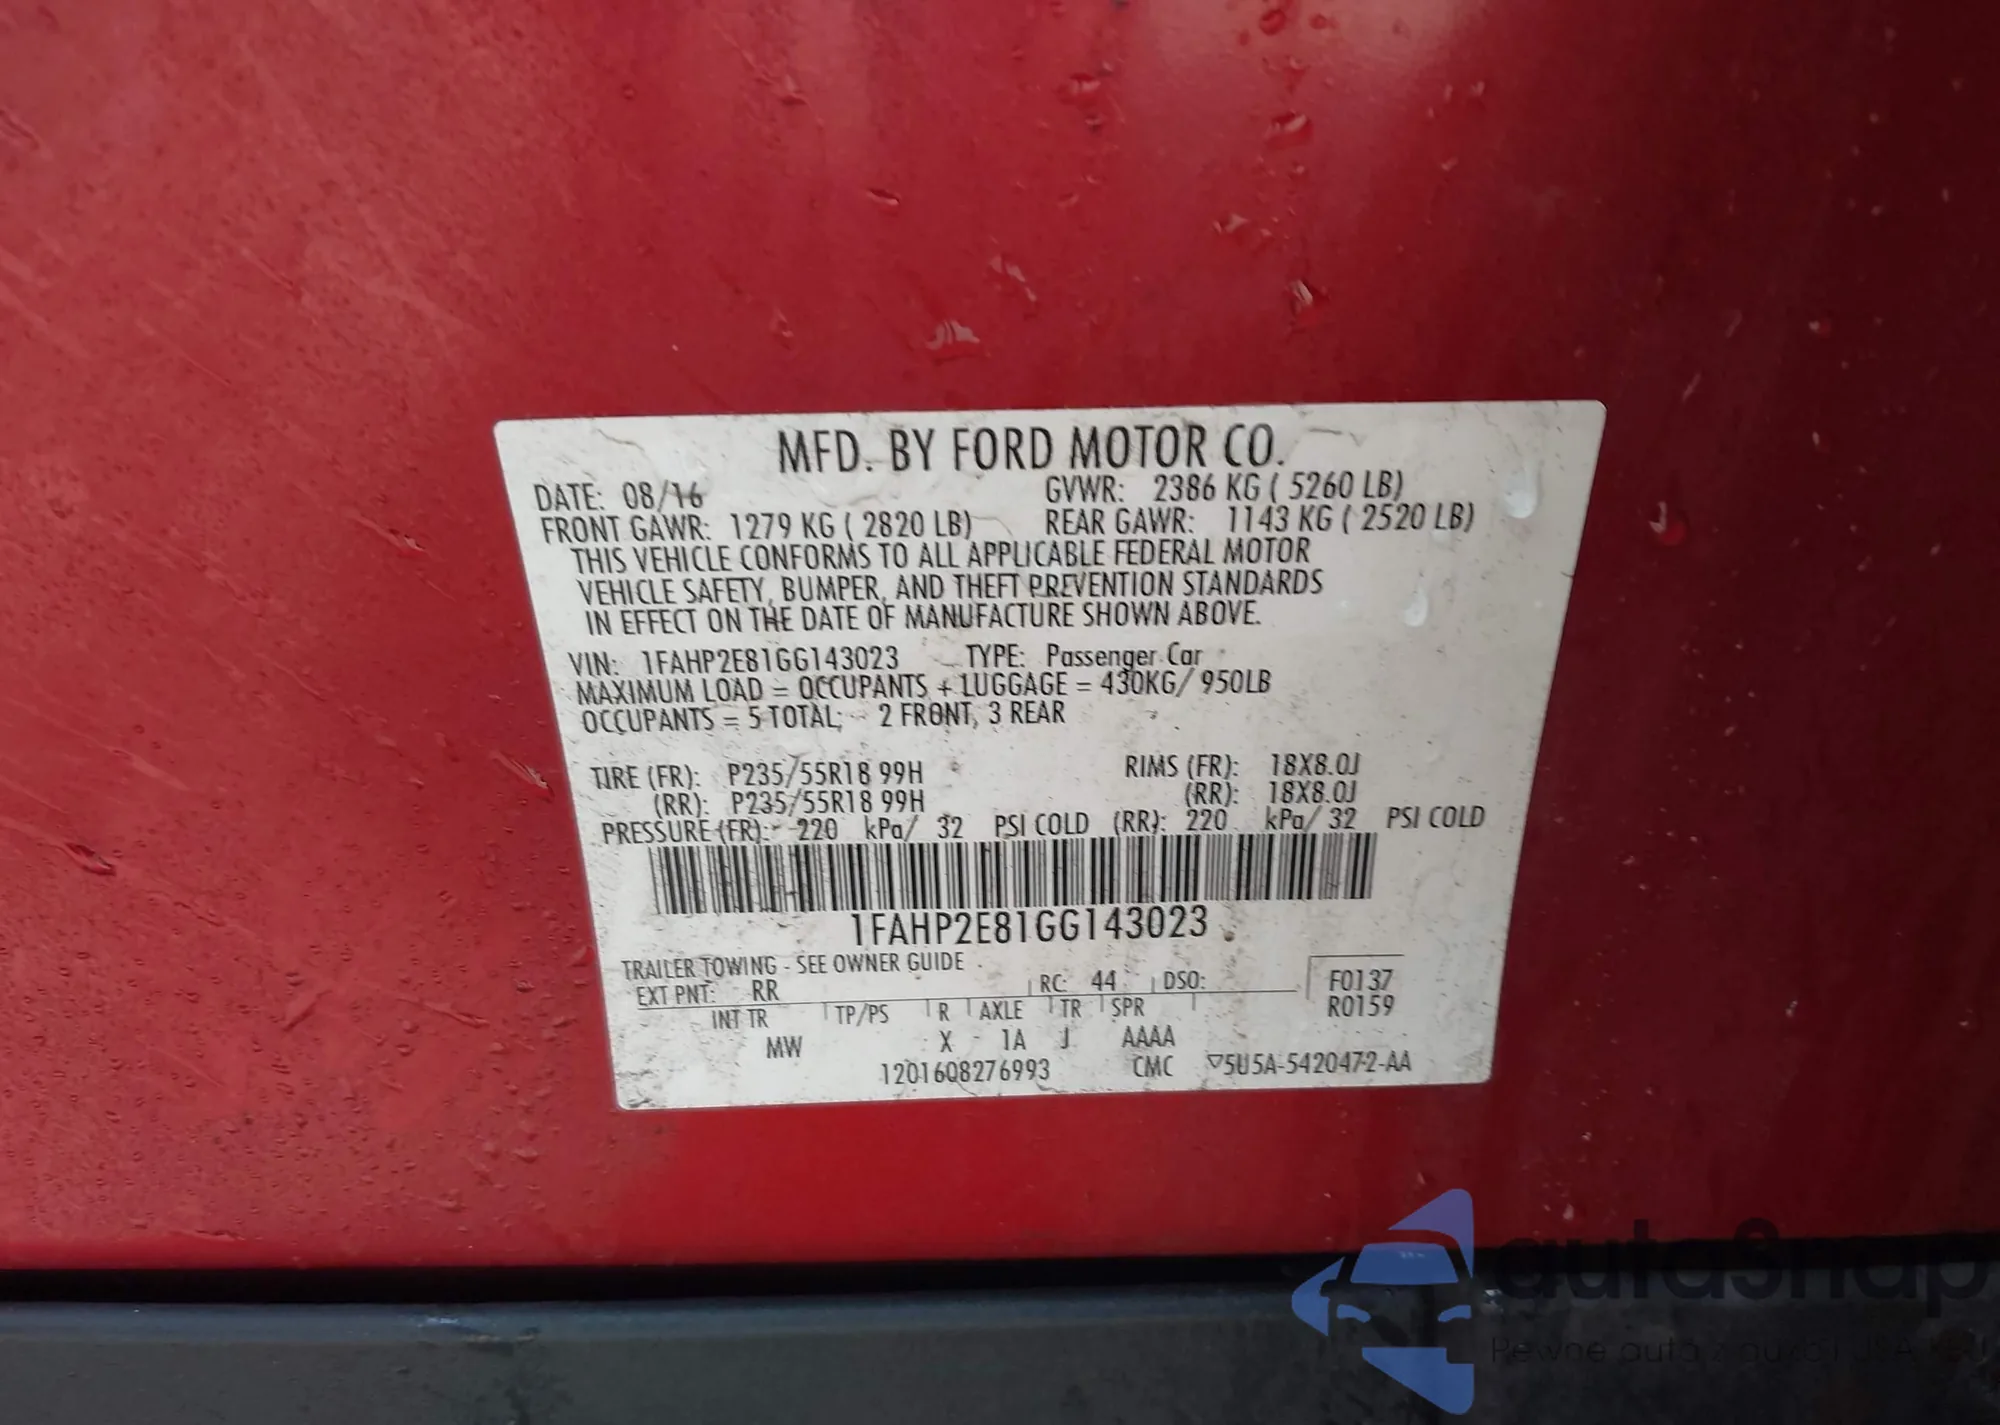 MFD. BY FORD MOTOR CO.
DATE: 08/16 GVWR: 2386 KG ( 5260 LB)
FRONT GAWR: 1279 KG ( 2820 LB) REAR GAWR: 1143 KG ( 2520 LB)
THIS VEHICLE CONFORMS TO ALL APPLICABLE FEDERAL MOTOR
VEHICLE SAFETY, BUMPER, AND THEFT PREVENTION STANDARDS
IN EFFECT ON THE DATE OF MANUFACTURE SHOWN ABOVE.
VIN: 1FAHP2E81GG143023 TYPE: Passenger Car
MAXIMUM LOAD = OCCUPANTS + LUGGAGE = 430KG/ 950LB
OCCUPANTS = 5 TOTAL; 2 FRONT, 3 REAR
TIRE (FR): P235/55R18 99H RIMS (FR): 18X8.0J
(RR): P235/55R18 99H (RR): 18X8.0J
PRESSURE (FR): 220 kPa/ 32 PSI COLD (RR): 220 kPa/ 32 PSI COLD
1FAHP2E81GG143023
TRAILER TOWING - SEE OWNER GUIDE
EXT PNT: RR RC: 44 DSO: F0137
R0159
INT TR TP/PS R AXLE TR SPR
MW X 1A J AAAA
1201608276993 CMC ▽5U5A-5420472-AA
autoSnap
Pewne auta z aukcji USA